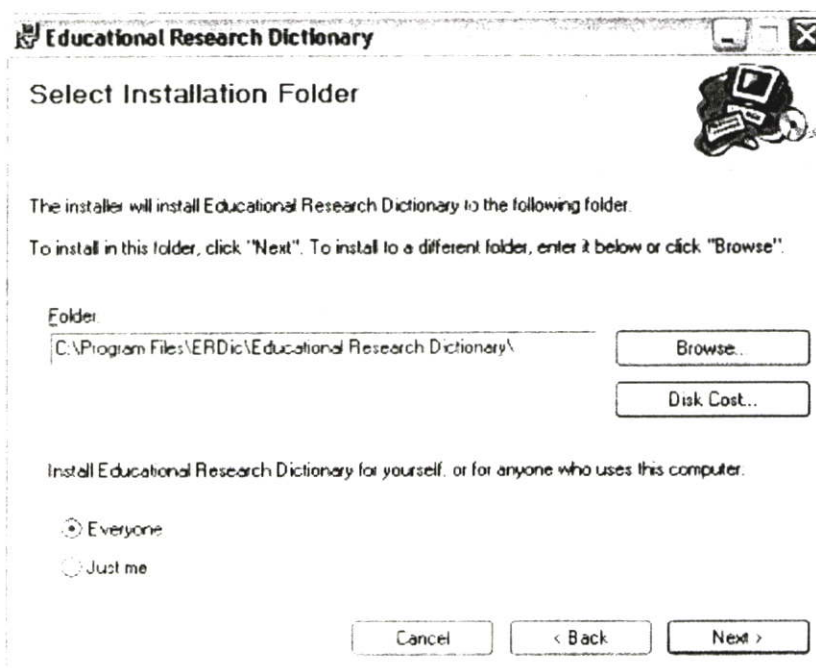 Educational Research Dictionary
Select Installation Folder
The installer will install Educational Research Dictionary to the following folder.
To install in this folder, click "Next". To install to a different folder, enter it below or click "Browse".
Folder:
C:\Program Files\ERDic\Educational Research Dictionary\
Browse...
Disk Cost...
Install Educational Research Dictionary for yourself, or for anyone who uses this computer:
Everyone
Just me
Cancel
< Back
Next >